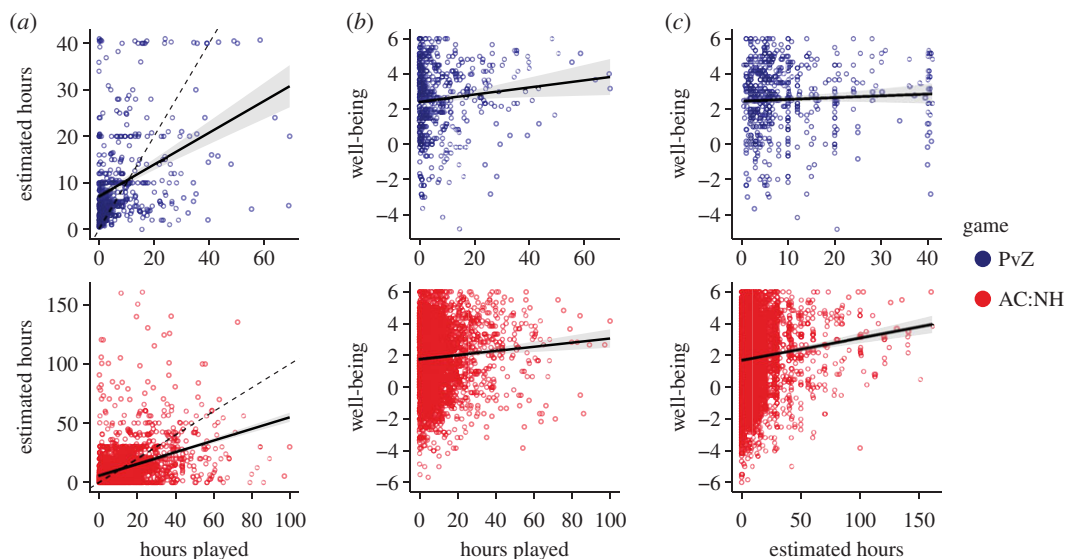 (a)
(b)
(c)
estimated hours
40
30
20
10
0
0 20 40 60
well-being
6
4
2
0
−2
−4
0 20 40 60
well-being
6
4
2
0
−2
−4
0 10 20 30 40
game
PvZ
AC:NH
estimated hours
150
100
50
0
0 20 40 60 80 100
hours played
well-being
6
4
2
0
−2
−4
−6
0 20 40 60 80 100
hours played
well-being
6
4
2
0
−2
−4
−6
0 50 100 150
estimated hours